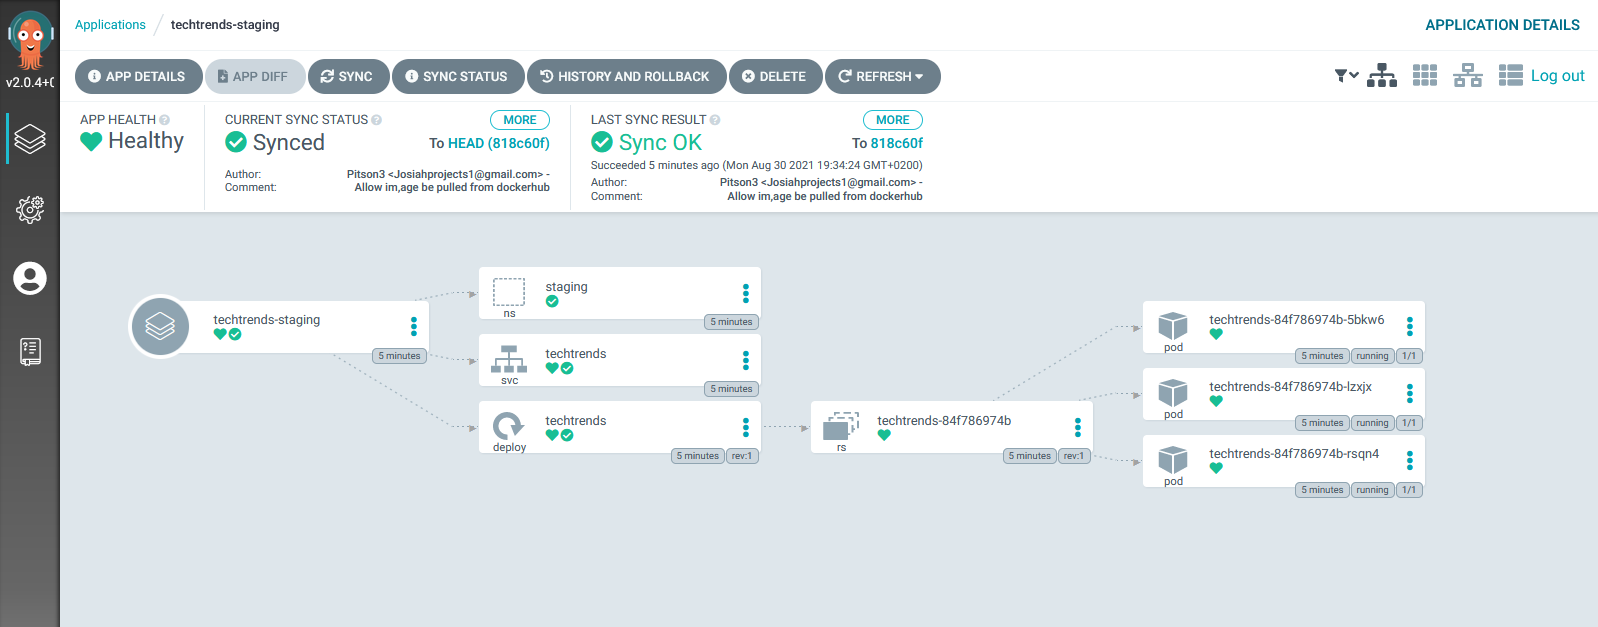 v2.0.4+0
Applications / techtrends-staging
APPLICATION DETAILS
APP DETAILS
APP DIFF
SYNC
SYNC STATUS
HISTORY AND ROLLBACK
DELETE
REFRESH
Log out
APP HEALTH
Healthy
CURRENT SYNC STATUS
MORE
Synced
To HEAD (818c60f)
Author: Pitson3 <Josiahprojects1@gmail.com> -
Comment: Allow im,age be pulled from dockerhub
LAST SYNC RESULT
MORE
Sync OK
To 818c60f
Succeeded 5 minutes ago (Mon Aug 30 2021 19:34:24 GMT+0200)
Author: Pitson3 <Josiahprojects1@gmail.com> -
Comment: Allow im,age be pulled from dockerhub
techtrends-staging
5 minutes
staging
ns
5 minutes
techtrends
svc
5 minutes
techtrends
deploy
5 minutes rev:1
techtrends-84f786974b
rs
5 minutes rev:1
techtrends-84f786974b-5bkw6
pod
5 minutes running 1/1
techtrends-84f786974b-lzxjx
pod
5 minutes running 1/1
techtrends-84f786974b-rsqn4
pod
5 minutes running 1/1